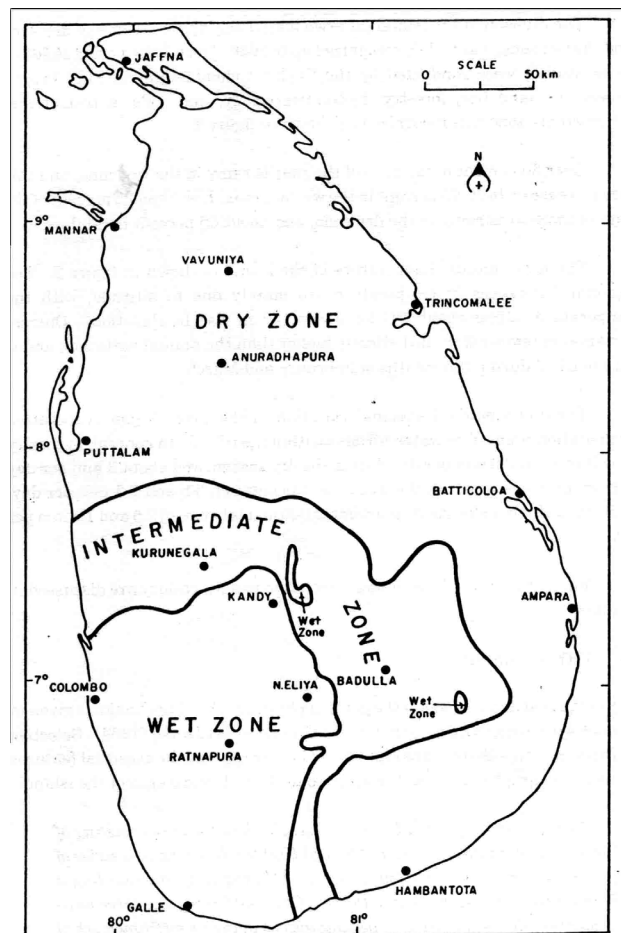 JAFFNA
SCALE
0 50 km
N
9°
MANNAR
VAVUNIYA
TRINCOMALEE
DRY ZONE
ANURADHAPURA
8°
PUTTALAM
BATTICOLOA
INTERMEDIATE
KURUNEGALA
KANDY
Wet
Zone
ZONE
AMPARA
7°
COLOMBO
N.ELIYA
BADULLA
Wet
Zone
WET ZONE
RATNAPURA
HAMBANTOTA
GALLE
80°
81°